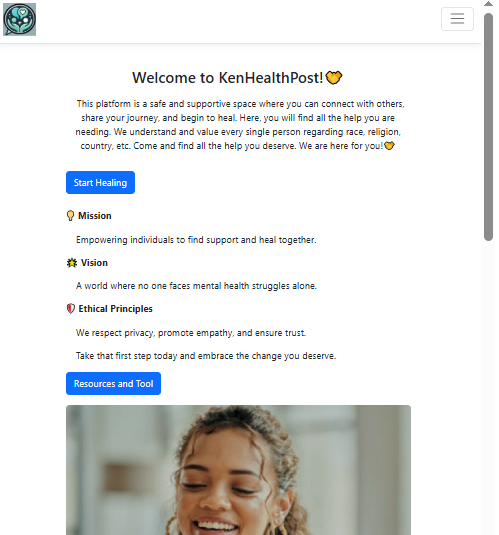 Welcome to KenHealthPost!🤝
This platform is a safe and supportive space where you can connect with others,
share your journey, and begin to heal. Here, you will find all the help you are
needing. We understand and value every single person regarding race, religion,
country, etc. Come and find all the help you deserve. We are here for you!🤝
Start Healing
💡 Mission
Empowering individuals to find support and heal together.
🌟 Vision
A world where no one faces mental health struggles alone.
🛡️ Ethical Principles
We respect privacy, promote empathy, and ensure trust.
Take that first step today and embrace the change you deserve.
Resources and Tool